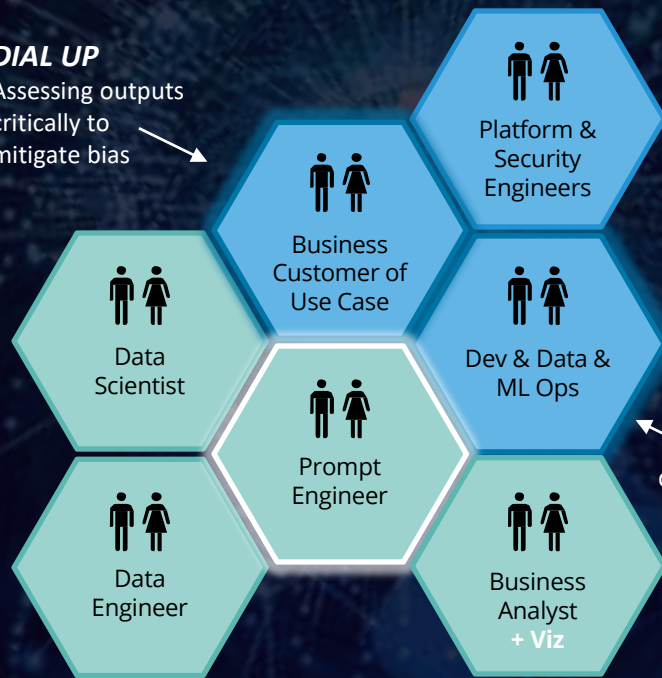 DIAL UP
Assessing outputs
critically to
mitigate bias
Platform &
Security
Engineers
Business
Customer of
Use Case
Data
Scientist
Dev & Data &
ML Ops
Prompt
Engineer
Data
Engineer
Business
Analyst
+ Viz